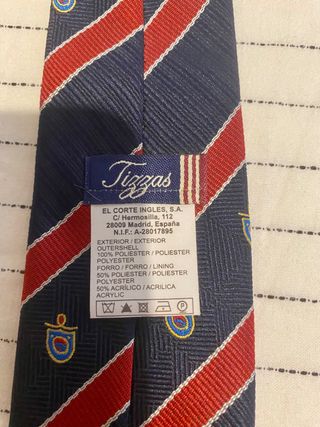 Tizzas
EL CORTE INGLES, S.A.
C/ Hermosilla, 112
28009 Madrid, España
N.I.F.: A-28017895
EXTERIOR / EXTERIOR
OUTERSHELL
100% POLIESTER / POLIESTER
POLYESTER
FORRO / FORRO / LINING
50% POLIESTER / POLIESTER
POLYESTER
50% ACRÍLICO / ACRILICA
ACRYLIC
P